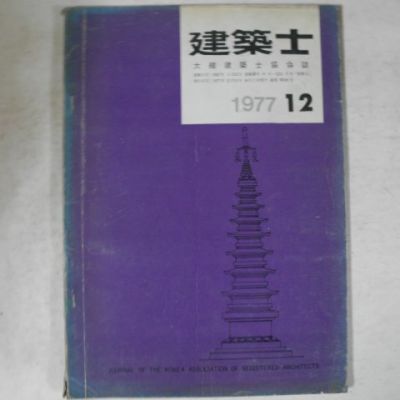 建築士
大韓建築士協會誌
1977 12
JOURNAL OF THE KOREA ASSOCIATION OF REGISTERED ARCHITECTS